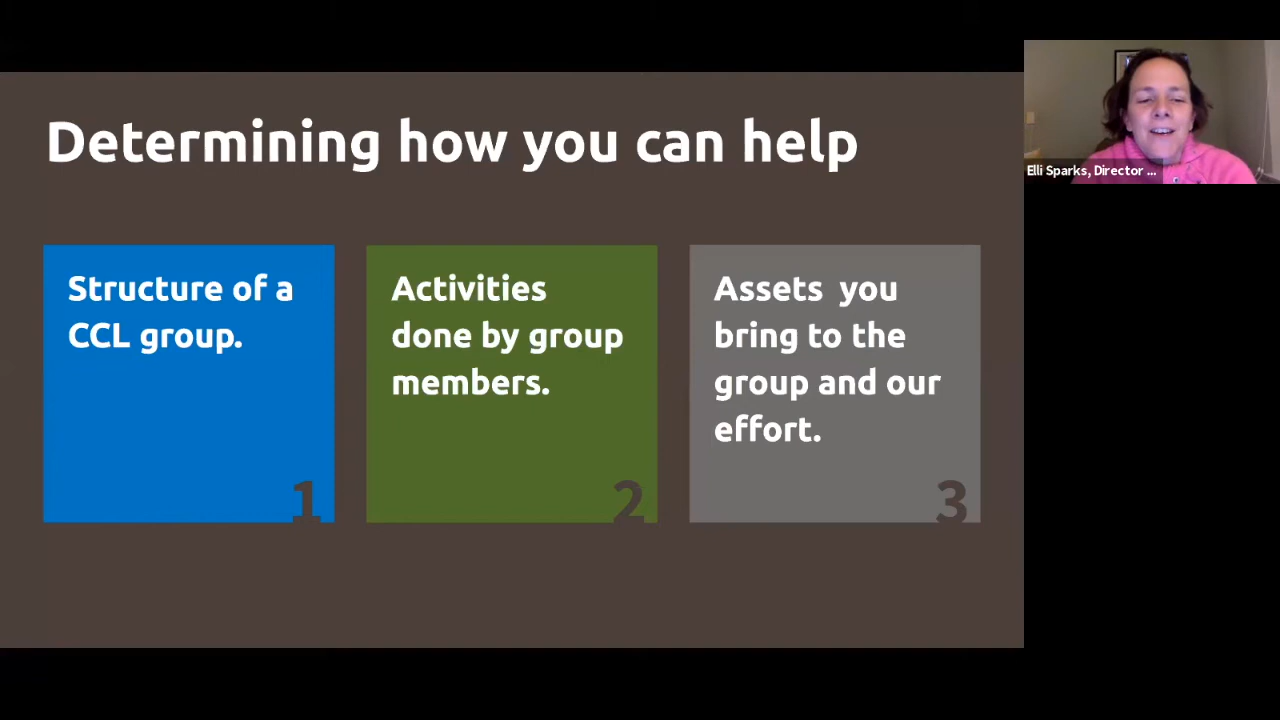 Determining how you can help
Structure of a
CCL group.
1
Activities
done by group
members.
2
Assets you
bring to the
group and our
effort.
3
Elli Sparks, Director ...